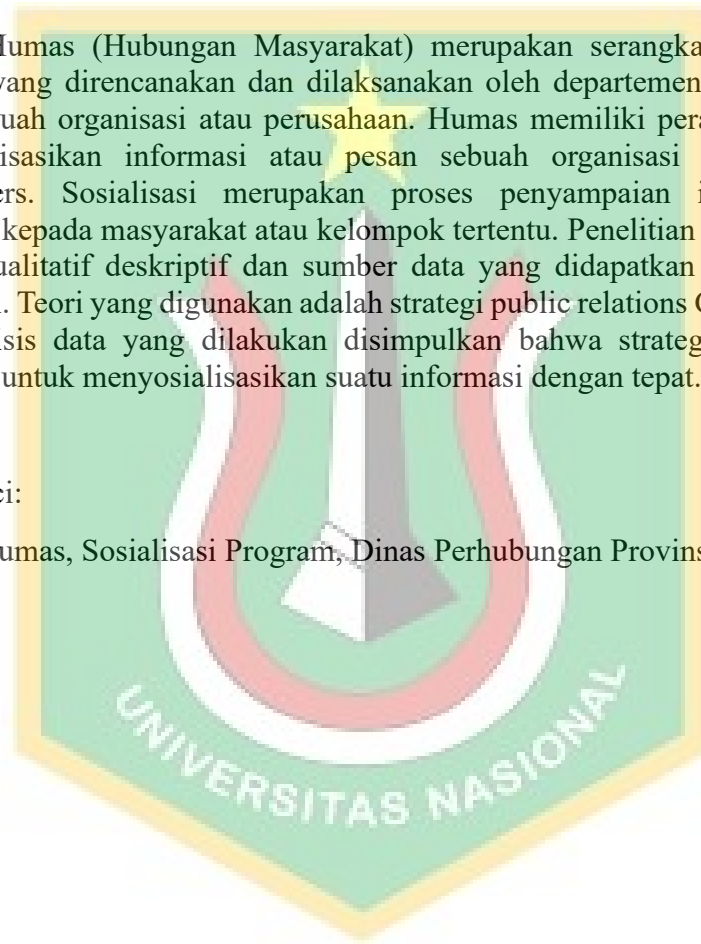 Humas (Hubungan Masyarakat) merupakan serangka
yang direncanakan dan dilaksanakan oleh departemen
uah organisasi atau perusahaan. Humas memiliki pera
isasikan informasi atau pesan sebuah organisasi
ers. Sosialisasi merupakan proses penyampaian i
kepada masyarakat atau kelompok tertentu. Penelitian
ualitatif deskriptif dan sumber data yang didapatkan
. Teori yang digunakan adalah strategi public relations
isis data yang dilakukan disimpulkan bahwa strateg
untuk menyosialisasikan suatu informasi dengan tepat.
ci:
umas, Sosialisasi Program, Dinas Perhubungan Provins
UNIVERSITAS NASIONAL